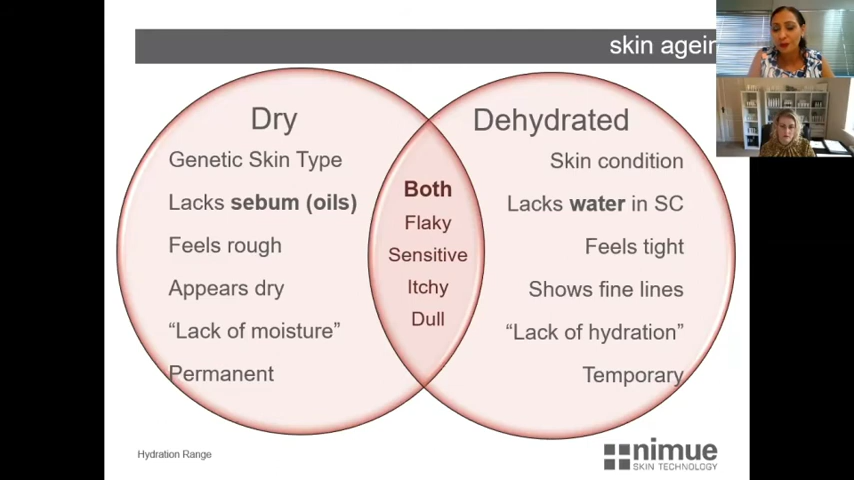 skin agein
Dry
Genetic Skin Type
Lacks sebum (oils)
Feels rough
Appears dry
“Lack of moisture”
Permanent
Both
Flaky
Sensitive
Itchy
Dull
Dehydrated
Skin condition
Lacks water in SC
Feels tight
Shows fine lines
“Lack of hydration”
Temporary
Hydration Range
nimue
SKIN TECHNOLOGY